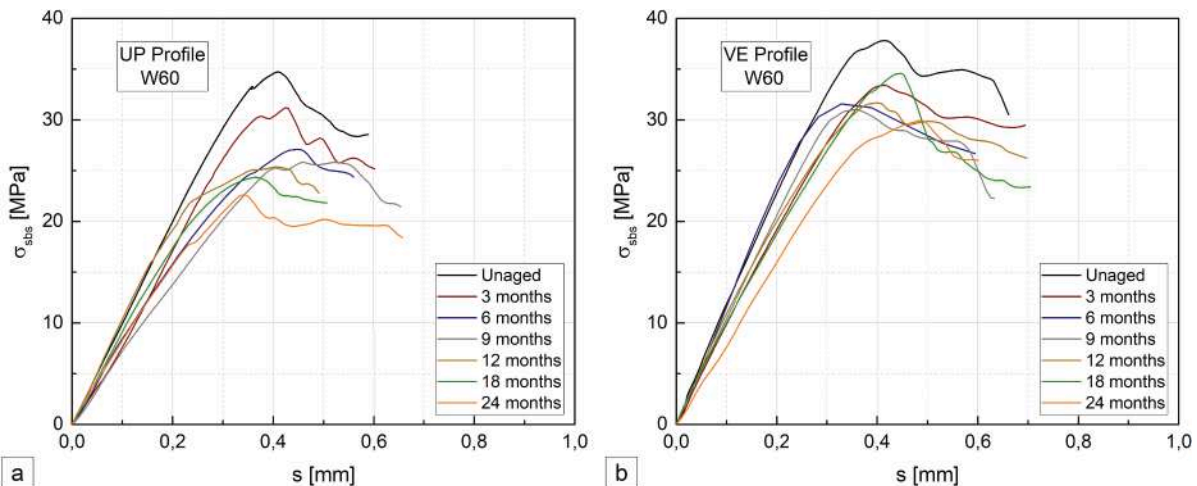 40
30
20
10
0
σsbs [MPa]
UP Profile
W60
Unaged
3 months
6 months
9 months
12 months
18 months
24 months
0,0 0,2 0,4 0,6 0,8 1,0
s [mm]
a
40
30
20
10
0
σsbs [MPa]
VE Profile
W60
Unaged
3 months
6 months
9 months
12 months
18 months
24 months
0,0 0,2 0,4 0,6 0,8 1,0
s [mm]
b